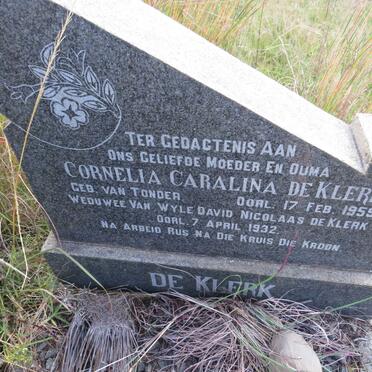 TER GEDACTENIS AAN
ONS GELIEFDE MOEDER EN OUMA
CORNELIA CARALINA DE KLERK
GEB. VAN TONDER OORL. 17 FEB. 1959
WEDUWEE VAN WYLE DAVID NICOLAAS DE KLERK
OORL. 7 APRIL 1932.
NA ARBEID RUS NA DIE KRUIS DIE KROON
DE KLERK